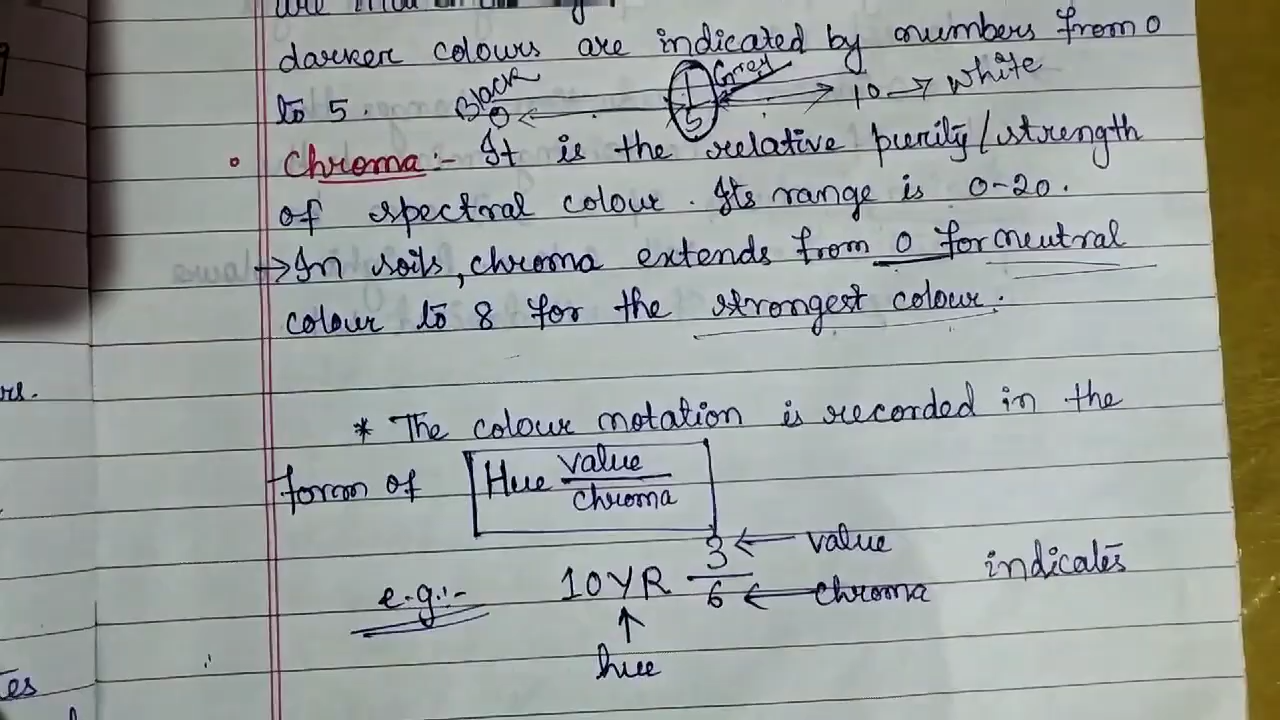 darker colours are indicated by numbers from 0
to 5. Black 0 5 Grey 10 → White
• Chroma:- It is the relative purity/strength
of spectral colour. Its range is 0-20.
→ In soils, chroma extends from 0 for neutral
colour to 8 for the strongest colour.
* The colour notation is recorded in the
form of Hue value
chroma
3 ← value
e.g.:- 10YR indicates
6 ← chroma
↑
hue